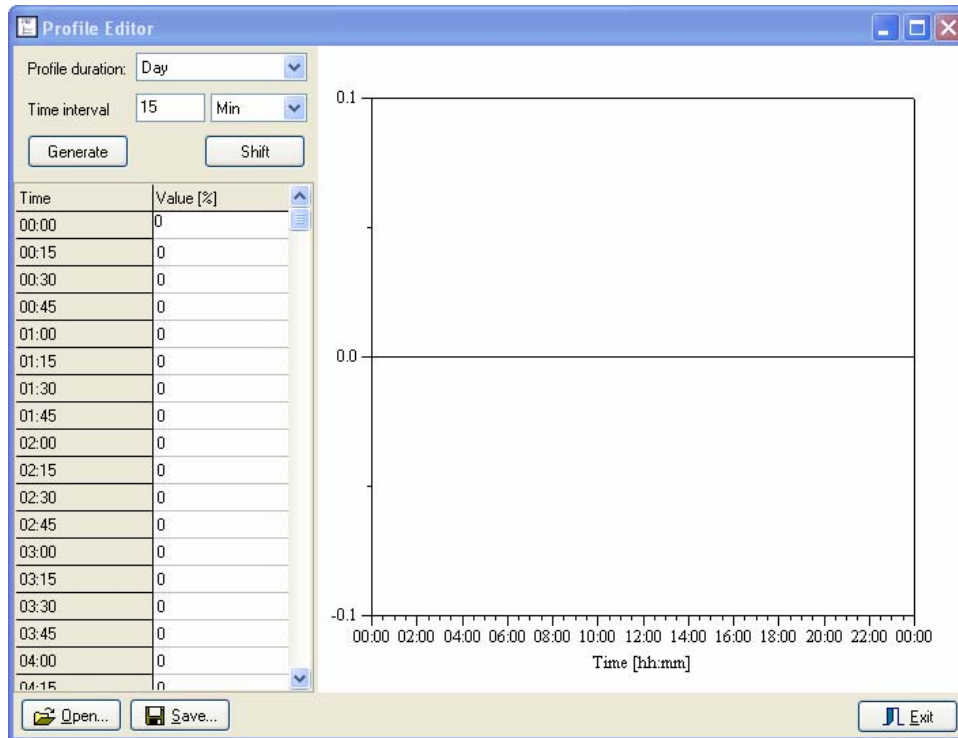 Profile Editor
Profile duration: Day
Time interval 15 Min
Generate Shift
Time Value [%]
00:00 0
00:15 0
00:30 0
00:45 0
01:00 0
01:15 0
01:30 0
01:45 0
02:00 0
02:15 0
02:30 0
02:45 0
03:00 0
03:15 0
03:30 0
03:45 0
04:00 0
04:15 0
0.1
0.0
-0.1
00:00 02:00 04:00 06:00 08:00 10:00 12:00 14:00 16:00 18:00 20:00 22:00 00:00
Time [hh:mm]
Open... Save... Exit